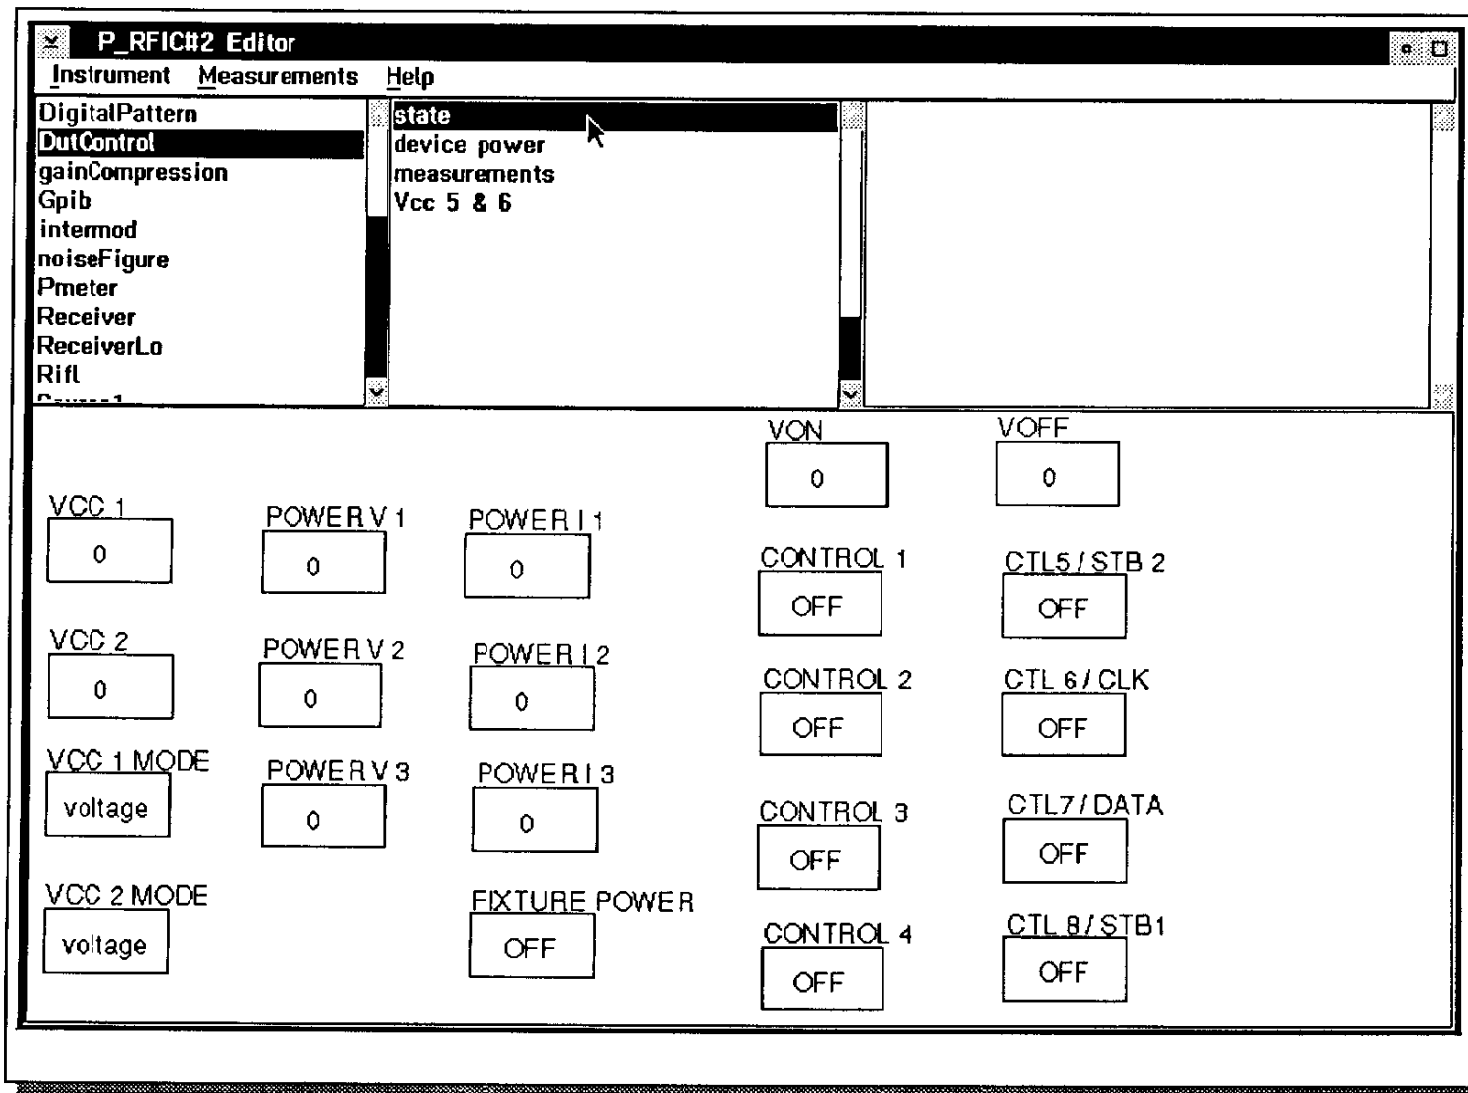 P_RFIC#2 Editor
Instrument Measurements Help
DigitalPattern
DutControl
gainCompression
Gpib
intermod
noiseFigure
Pmeter
Receiver
ReceiverLo
Rifl
state
device power
measurements
Vcc 5 & 6
VON
0
VOFF
0
VCC 1
0
POWER V 1
0
POWER I 1
0
CONTROL 1
OFF
CTL5 / STB 2
OFF
VCC 2
0
POWER V 2
0
POWER I 2
0
CONTROL 2
OFF
CTL 6 / CLK
OFF
VCC 1 MODE
voltage
POWER V 3
0
POWER I 3
0
CONTROL 3
OFF
CTL7 / DATA
OFF
VCC 2 MODE
voltage
FIXTURE POWER
OFF
CONTROL 4
OFF
CTL 8 / STB1
OFF